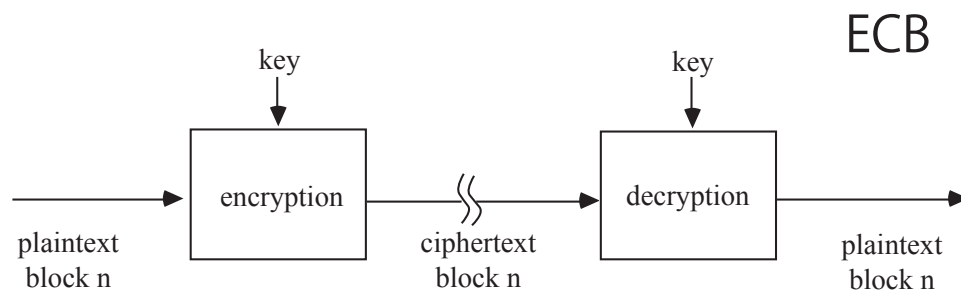 ECB
key
key
encryption
decryption
plaintext
block n
ciphertext
block n
plaintext
block n